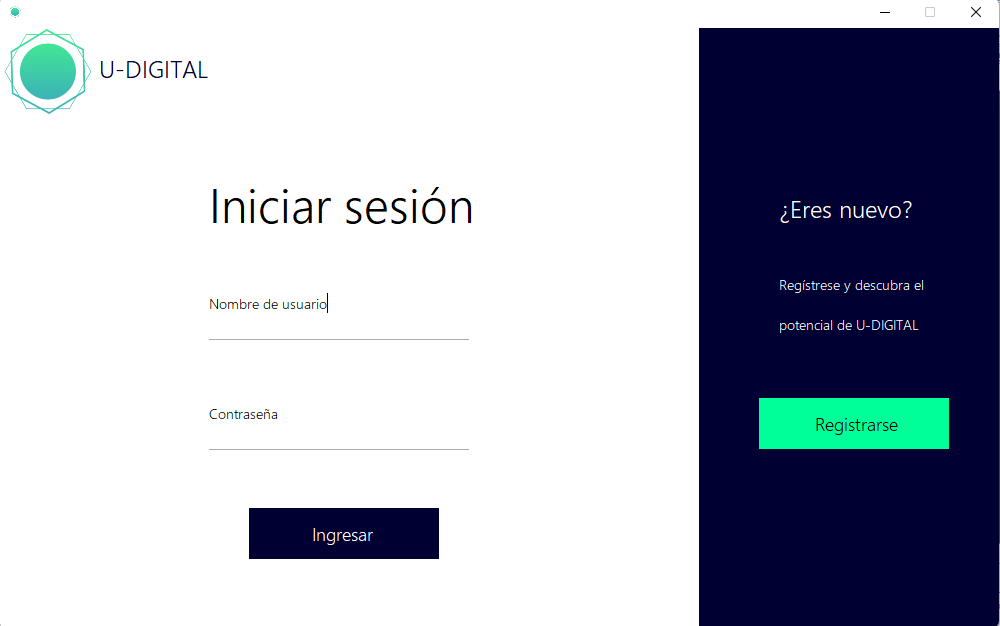 U-DIGITAL
Iniciar sesión
Nombre de usuario
Contraseña
Ingresar
¿Eres nuevo?
Regístrese y descubra el
potencial de U-DIGITAL
Registrarse